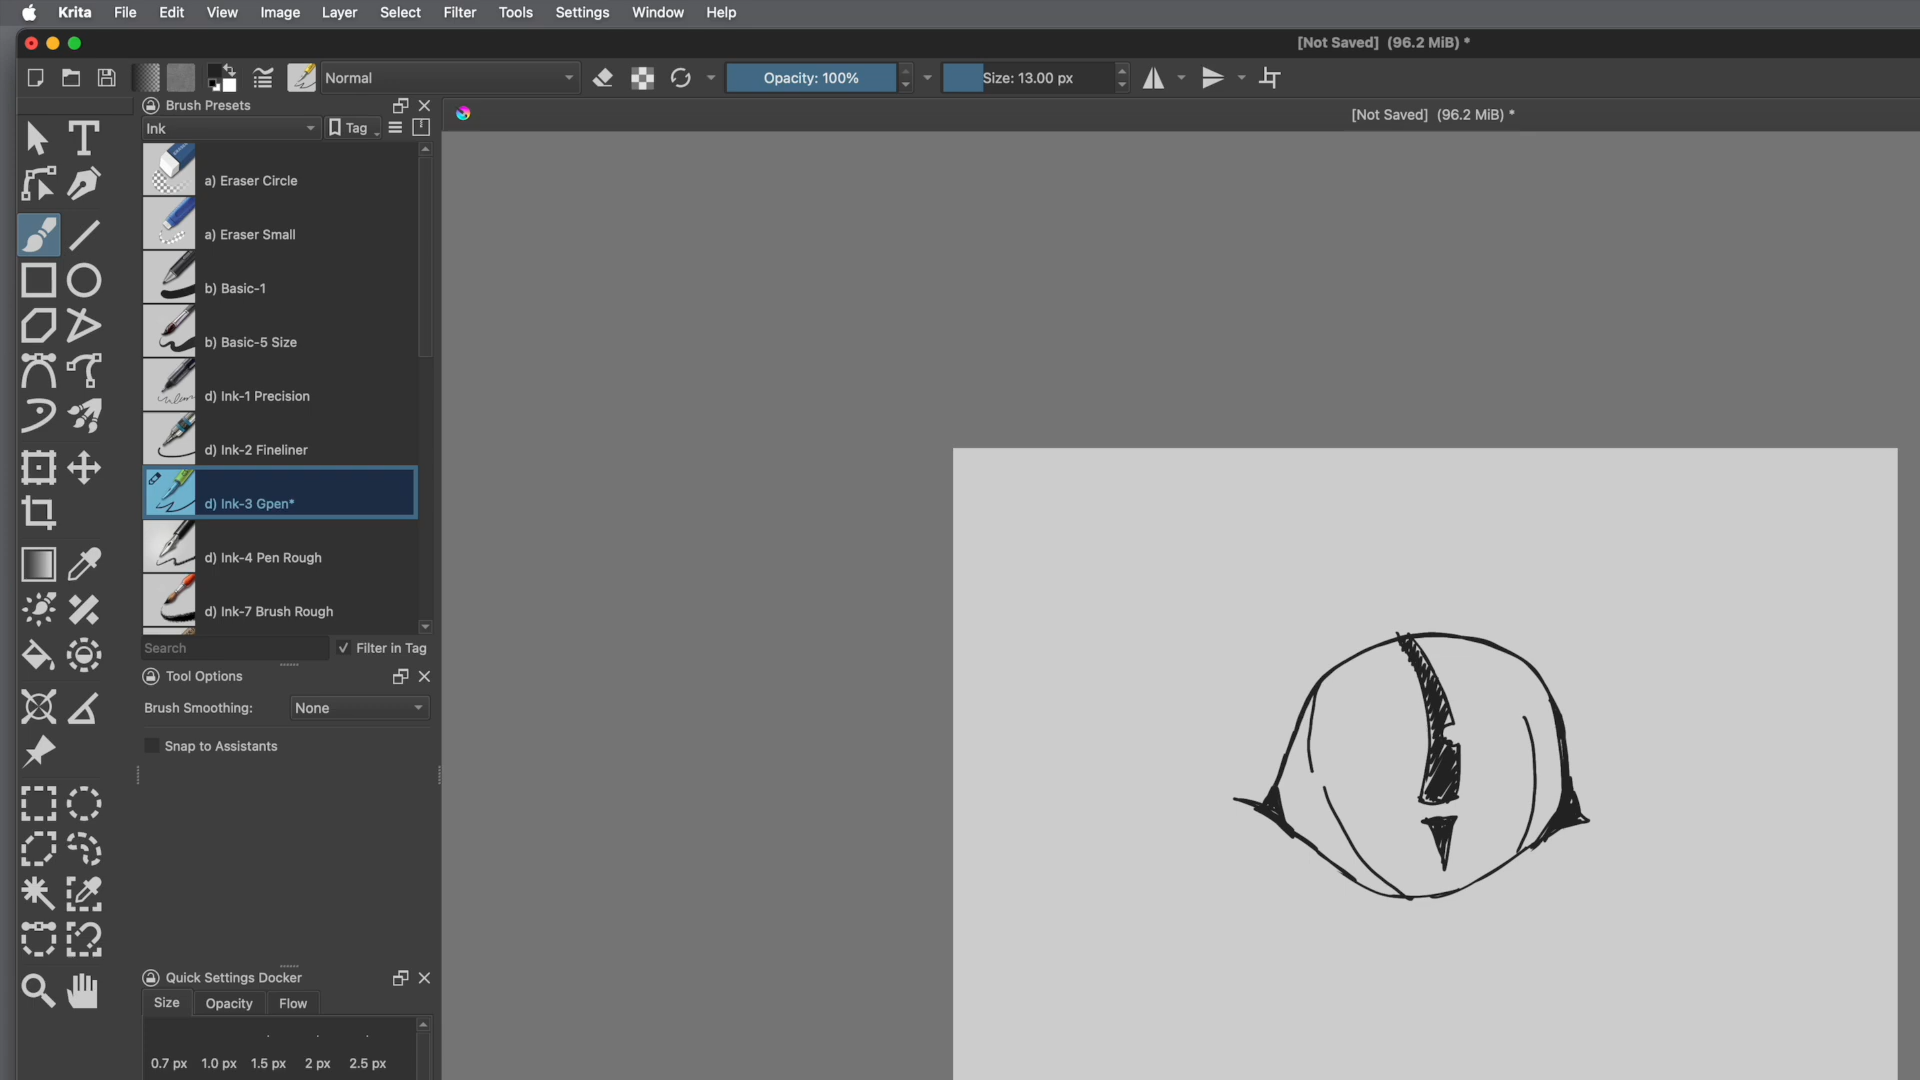 Krita File Edit View Image Layer Select Filter Tools Settings Window Help
[Not Saved] (96.2 MiB) *
Normal Opacity: 100% Size: 13.00 px
Brush Presets
[Not Saved] (96.2 MiB) *
Ink Tag
a) Eraser Circle
a) Eraser Small
b) Basic-1
b) Basic-5 Size
d) Ink-1 Precision
d) Ink-2 Fineliner
d) Ink-3 Gpen*
d) Ink-4 Pen Rough
d) Ink-7 Brush Rough
Search Filter in Tag
Tool Options
Brush Smoothing: None
Snap to Assistants
Quick Settings Docker
Size Opacity Flow
0.7 px 1.0 px 1.5 px 2 px 2.5 px